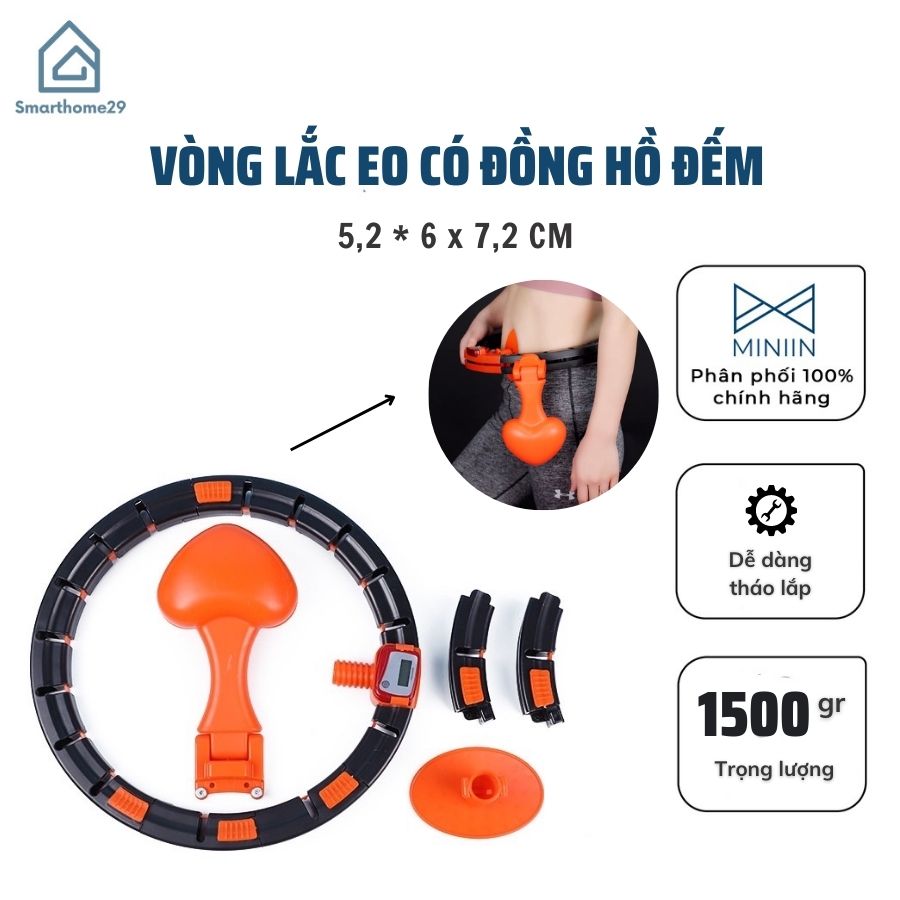 Smarthome29
VÒNG LẮC EO CÓ ĐỒNG HỒ ĐẾM
5,2 * 6 x 7,2 CM
MINIIN
Phân phối 100%
chính hãng
Dễ dàng
tháo lắp
1500 gr
Trọng lượng